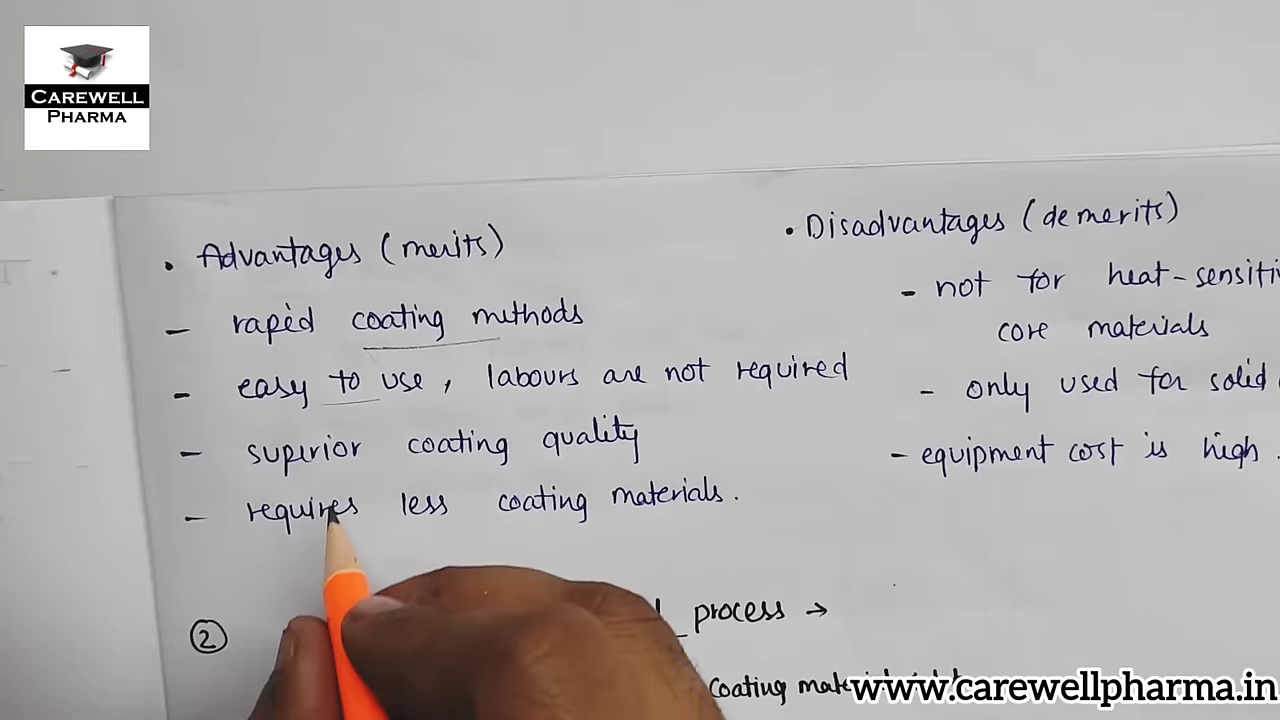 CAREWELL
PHARMA
• Advantages (merits)
- rapid coating methods
- easy to use, labours are not required
- superior coating quality
- requires less coating materials.
• Disadvantages (demerits)
- not for heat-sensiti
core materials
- only used for solid
- equipment cost is high.
② process →
coating
www.carewellpharma.in